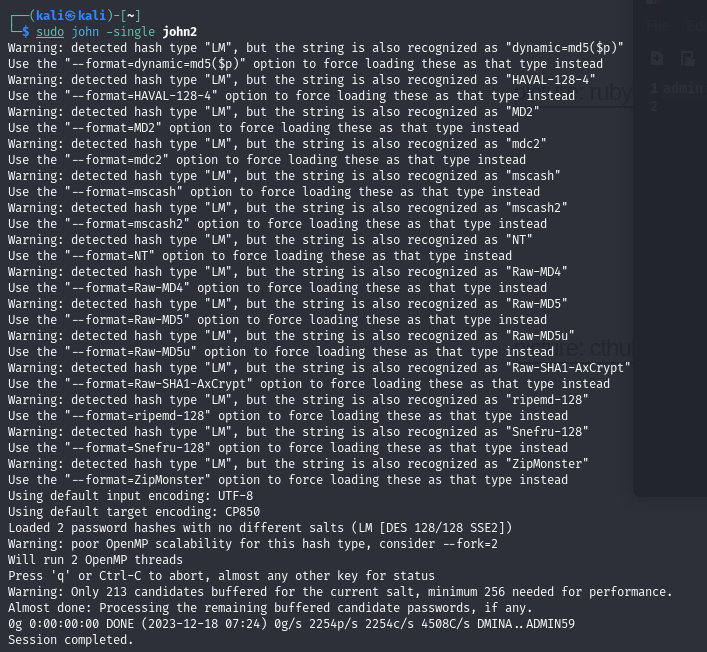 ┌──(kali㉿kali)-[~]
└─$ sudo john -single john2
Warning: detected hash type "LM", but the string is also recognized as "dynamic=md5($p)"
Use the "--format=dynamic=md5($p)" option to force loading these as that type instead
Warning: detected hash type "LM", but the string is also recognized as "HAVAL-128-4"
Use the "--format=HAVAL-128-4" option to force loading these as that type instead
Warning: detected hash type "LM", but the string is also recognized as "MD2"
Use the "--format=MD2" option to force loading these as that type instead
Warning: detected hash type "LM", but the string is also recognized as "mdc2"
Use the "--format=mdc2" option to force loading these as that type instead
Warning: detected hash type "LM", but the string is also recognized as "mscash"
Use the "--format=mscash" option to force loading these as that type instead
Warning: detected hash type "LM", but the string is also recognized as "mscash2"
Use the "--format=mscash2" option to force loading these as that type instead
Warning: detected hash type "LM", but the string is also recognized as "NT"
Use the "--format=NT" option to force loading these as that type instead
Warning: detected hash type "LM", but the string is also recognized as "Raw-MD4"
Use the "--format=Raw-MD4" option to force loading these as that type instead
Warning: detected hash type "LM", but the string is also recognized as "Raw-MD5"
Use the "--format=Raw-MD5" option to force loading these as that type instead
Warning: detected hash type "LM", but the string is also recognized as "Raw-MD5u"
Use the "--format=Raw-MD5u" option to force loading these as that type instead
Warning: detected hash type "LM", but the string is also recognized as "Raw-SHA1-AxCrypt"
Use the "--format=Raw-SHA1-AxCrypt" option to force loading these as that type instead
Warning: detected hash type "LM", but the string is also recognized as "ripemd-128"
Use the "--format=ripemd-128" option to force loading these as that type instead
Warning: detected hash type "LM", but the string is also recognized as "Snefru-128"
Use the "--format=Snefru-128" option to force loading these as that type instead
Warning: detected hash type "LM", but the string is also recognized as "ZipMonster"
Use the "--format=ZipMonster" option to force loading these as that type instead
Using default input encoding: UTF-8
Using default target encoding: CP850
Loaded 2 password hashes with no different salts (LM [DES 128/128 SSE2])
Warning: poor OpenMP scalability for this hash type, consider --fork=2
Will run 2 OpenMP threads
Press 'q' or Ctrl-C to abort, almost any other key for status
Warning: Only 213 candidates buffered for the current salt, minimum 256 needed for performance.
Almost done: Processing the remaining buffered candidate passwords, if any.
0g 0:00:00:00 DONE (2023-12-18 07:24) 0g/s 2254p/s 2254c/s 4508C/s DMINA..ADMIN59
Session completed.
File
1 admin
2
ruby